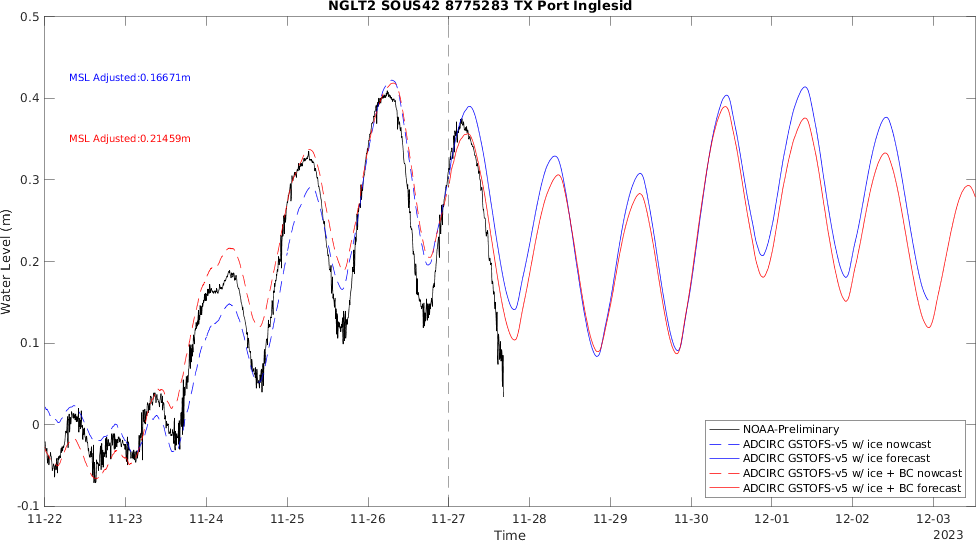 NGLT2 SOUS42 8775283 TX Port Inglesid
0.5
MSL Adjusted:0.16671m
0.4
MSL Adjusted:0.21459m
0.3
Water Level (m)
0.2
0.1
0
-0.1
NOAA-Preliminary
ADCIRC GSTOFS-v5 w/ ice nowcast
ADCIRC GSTOFS-v5 w/ ice forecast
ADCIRC GSTOFS-v5 w/ ice + BC nowcast
ADCIRC GSTOFS-v5 w/ ice + BC forecast
11-22 11-23 11-24 11-25 11-26 11-27 11-28 11-29 11-30 12-01 12-02 12-03
2023
Time